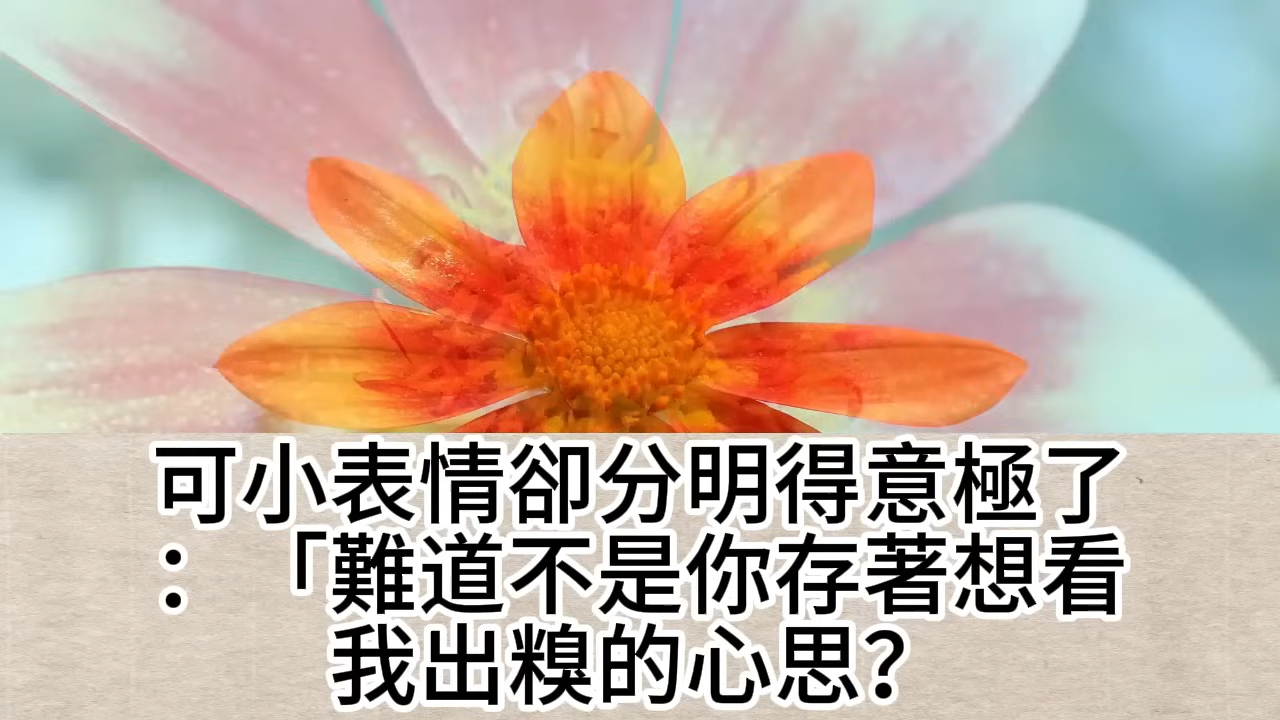 可小表情卻分明得意極了
：「難道不是你存著想看
我出糗的心思？